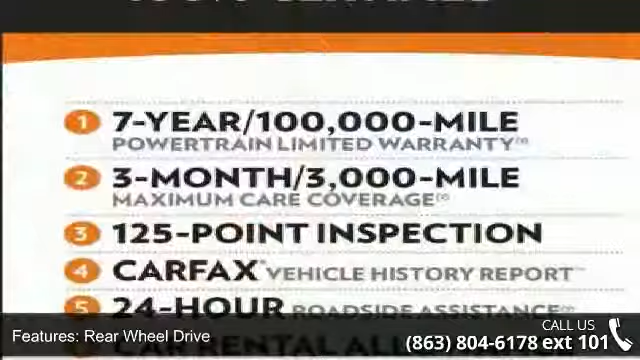 1 7-YEAR/100,000-MILE
POWERTRAIN LIMITED WARRANTY
2 3-MONTH/3,000-MILE
MAXIMUM CARE COVERAGE
3 125-POINT INSPECTION
4 CARFAX VEHICLE HISTORY REPORT
5 24-HOUR ROADSIDE ASSISTANCE
CAR RENTAL
Features: Rear Wheel Drive
CALL US
(863) 804-6178 ext 101